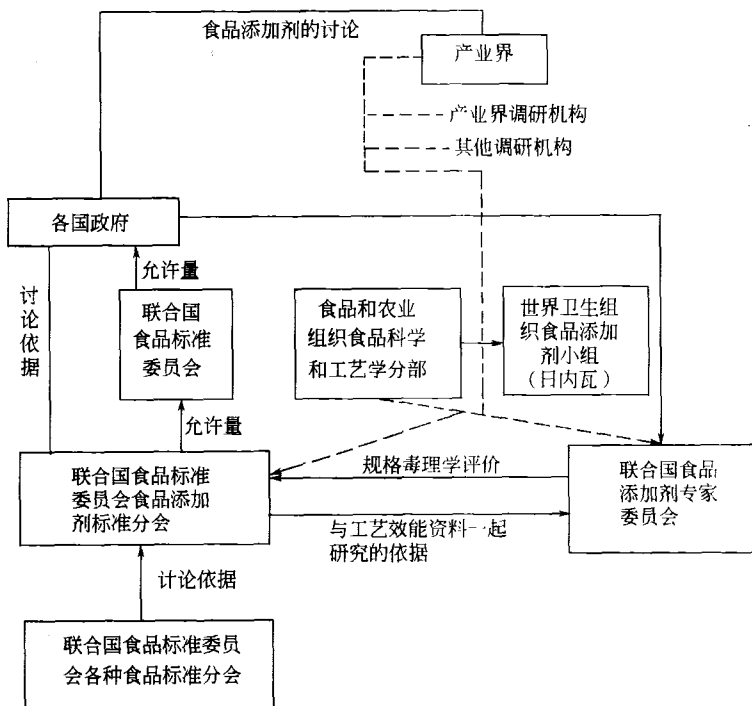 食品添加剂的讨论
产业界
产业界调研机构
其他调研机构
各国政府
允许量
讨论依据
联合国
食品标准
委员会
食品和农业
组织食品科学
和工艺学分部
世界卫生组
织食品添加
剂小组
（日内瓦）
允许量
联合国食品标准
委员会食品添加
剂标准分会
规格毒理学评价
联合国食品
添加剂专家
委员会
与工艺效能资料一起
研究的依据
计论依据
联合国食品标准委员
会各种食品标准分会